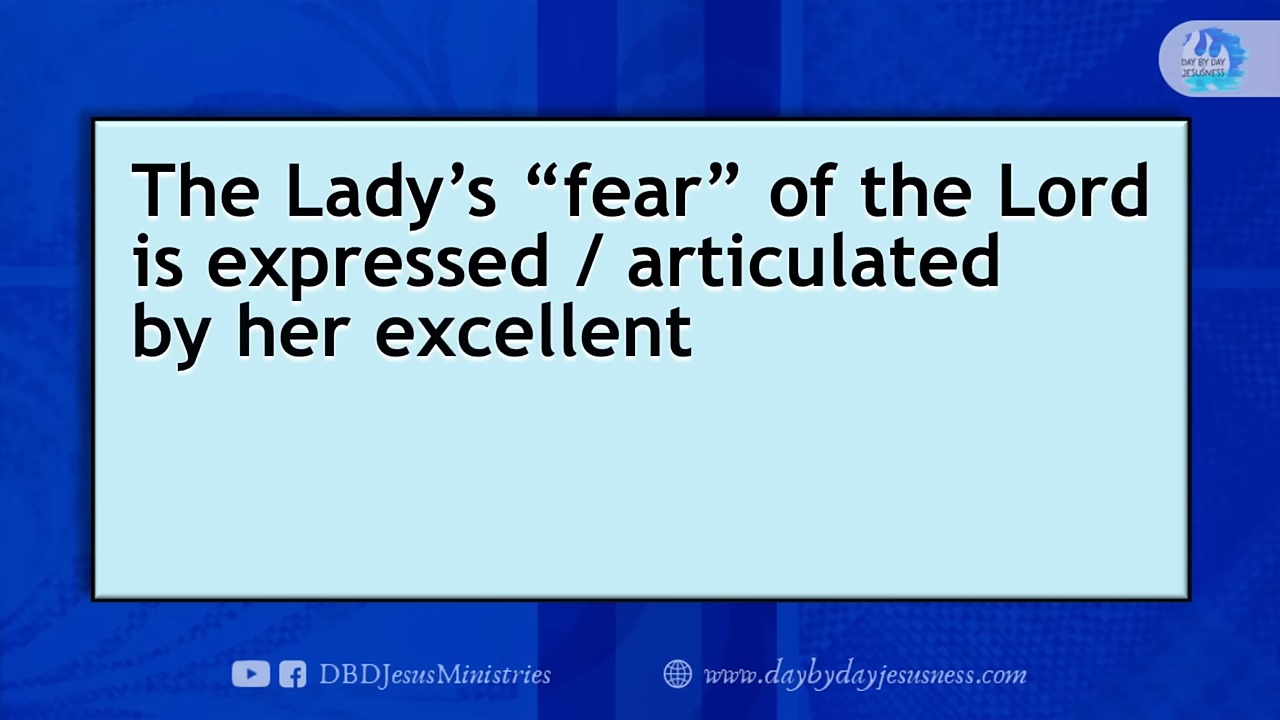 DAY BY DAY
JESUSNESS
The Lady’s “fear” of the Lord
is expressed / articulated
by her excellent
DBDJesusMinistries
www.daybydayjesusness.com